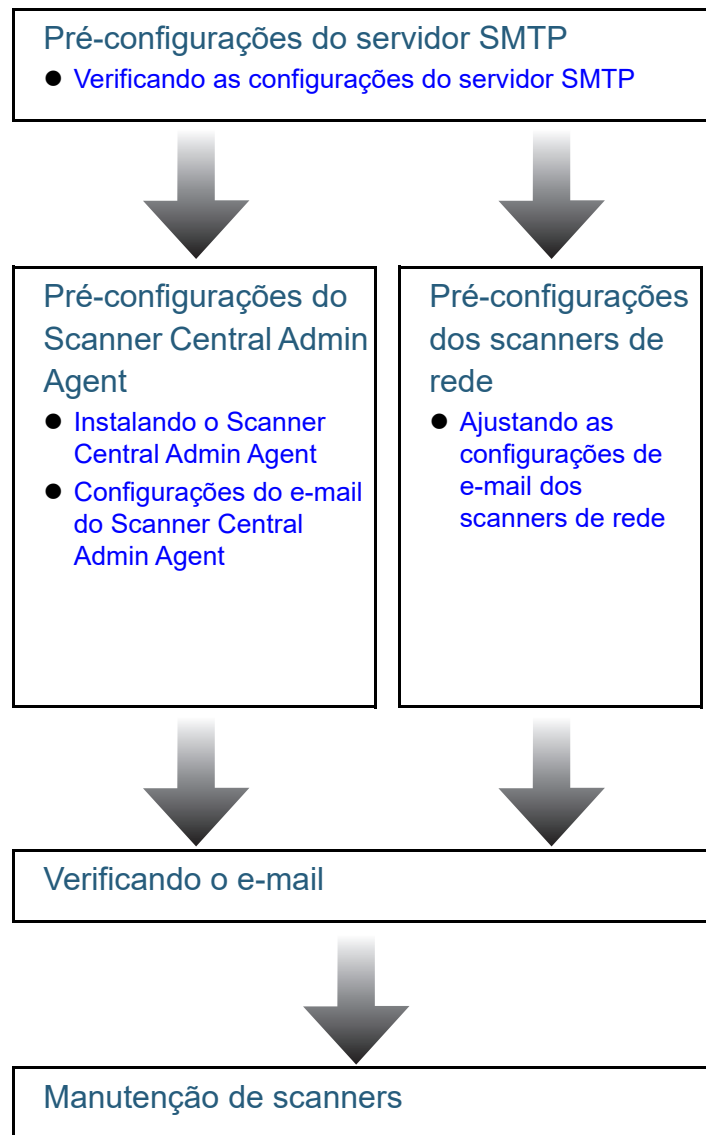 Pré-configurações do servidor SMTP
● Verificando as configurações do servidor SMTP
Pré-configurações do
Scanner Central Admin
Agent
● Instalando o Scanner
Central Admin Agent
● Configurações do e-mail
do Scanner Central
Admin Agent
Pré-configurações
dos scanners de
rede
● Ajustando as
configurações de
e-mail dos
scanners de rede
Verificando o e-mail
Manutenção de scanners